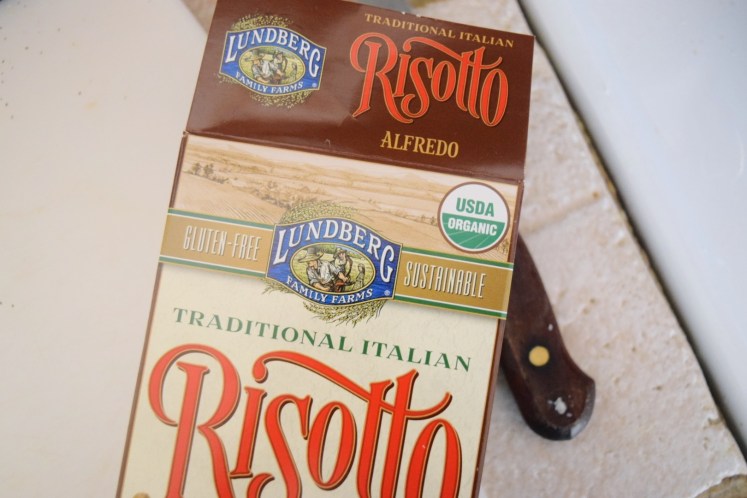 TRADITIONAL ITALIAN
LUNDBERG
FAMILY FARMS
®
Risotto
ALFREDO
USDA
ORGANIC
GLUTEN-FREE
LUNDBERG
FAMILY FARMS
®
SUSTAINABLE
TRADITIONAL ITALIAN
Risotto